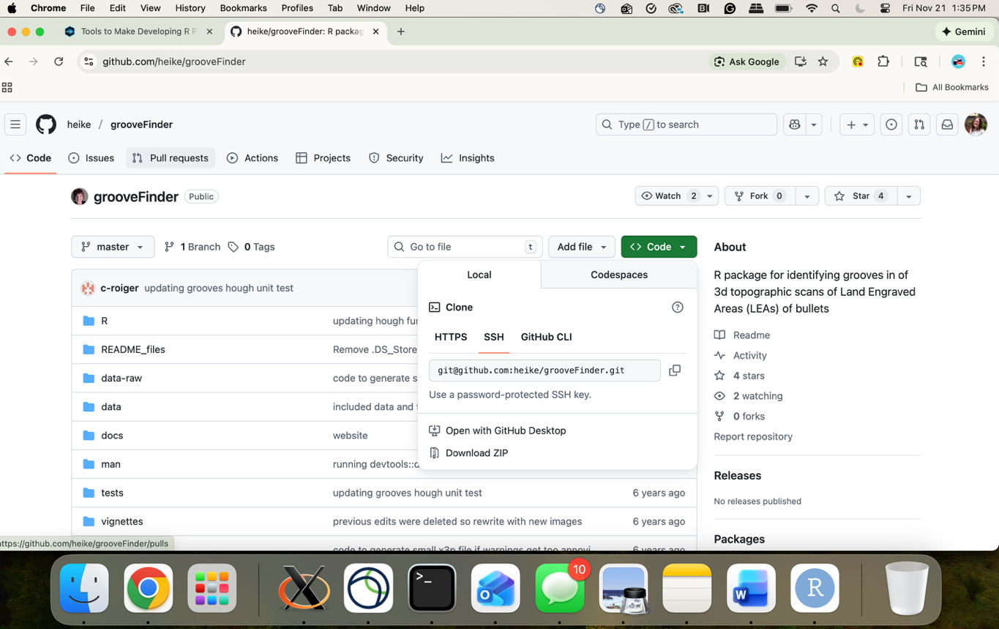 Chrome File Edit View History Bookmarks Profiles Tab Window Help Fri Nov 21 1:35 PM
Tools to Make Developing R P heike/grooveFinder: R packag Gemini
github.com/heike/grooveFinder Ask Google
All Bookmarks
heike / grooveFinder Type / to search
Code Issues Pull requests Actions Projects Security Insights
grooveFinder Public Watch 2 Fork 0 Star 4
master 1 Branch 0 Tags Go to file t Add file Code
c-roiger updating grooves hough unit test
R updating hough fun
README_files Remove .DS_Store
data-raw code to generate s
data included data and
docs website
man running devtools::d
tests updating grooves hough unit test 6 years ago
vignettes previous edits were deleted so rewrite with new images 6 years ago
code to generate small x3p file if warnings get too annoyi 6 years ago
Local Codespaces
Clone
HTTPS SSH GitHub CLI
git@github.com:heike/grooveFinder.git
Use a password-protected SSH key.
Open with GitHub Desktop
Download ZIP
About
R package for identifying grooves in of
3d topographic scans of Land Engraved
Areas (LEAs) of bullets
Readme
Activity
4 stars
2 watching
0 forks
Report repository
Releases
No releases published
Packages
ttps://github.com/heike/grooveFinder/pulls
>_
O
10
W
R